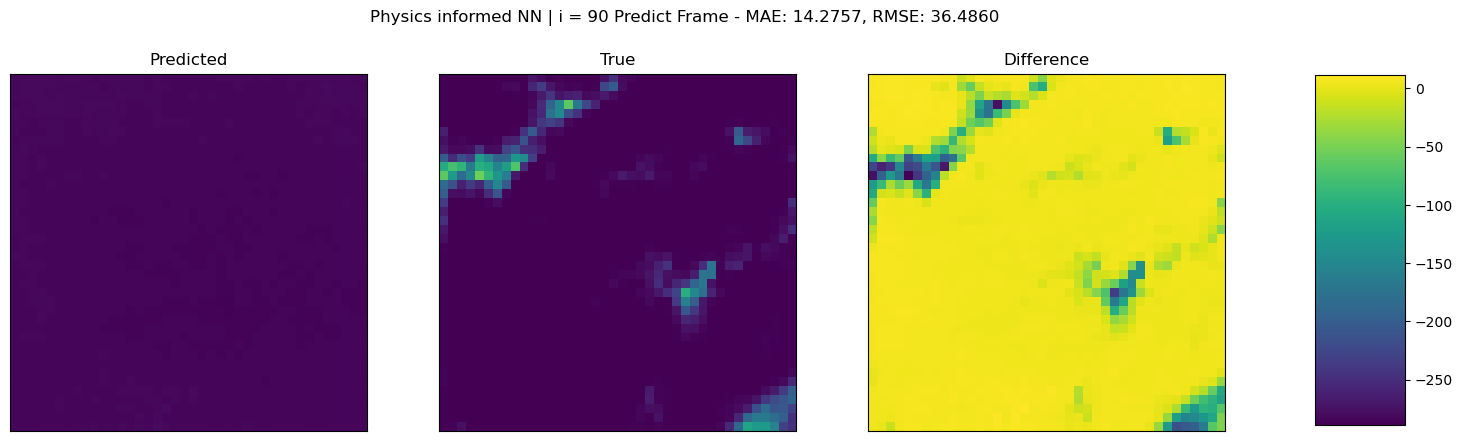 Physics informed NN | i = 90 Predict Frame - MAE: 14.2757, RMSE: 36.4860
Predicted
True
Difference
0
−50
−100
−150
−200
−250